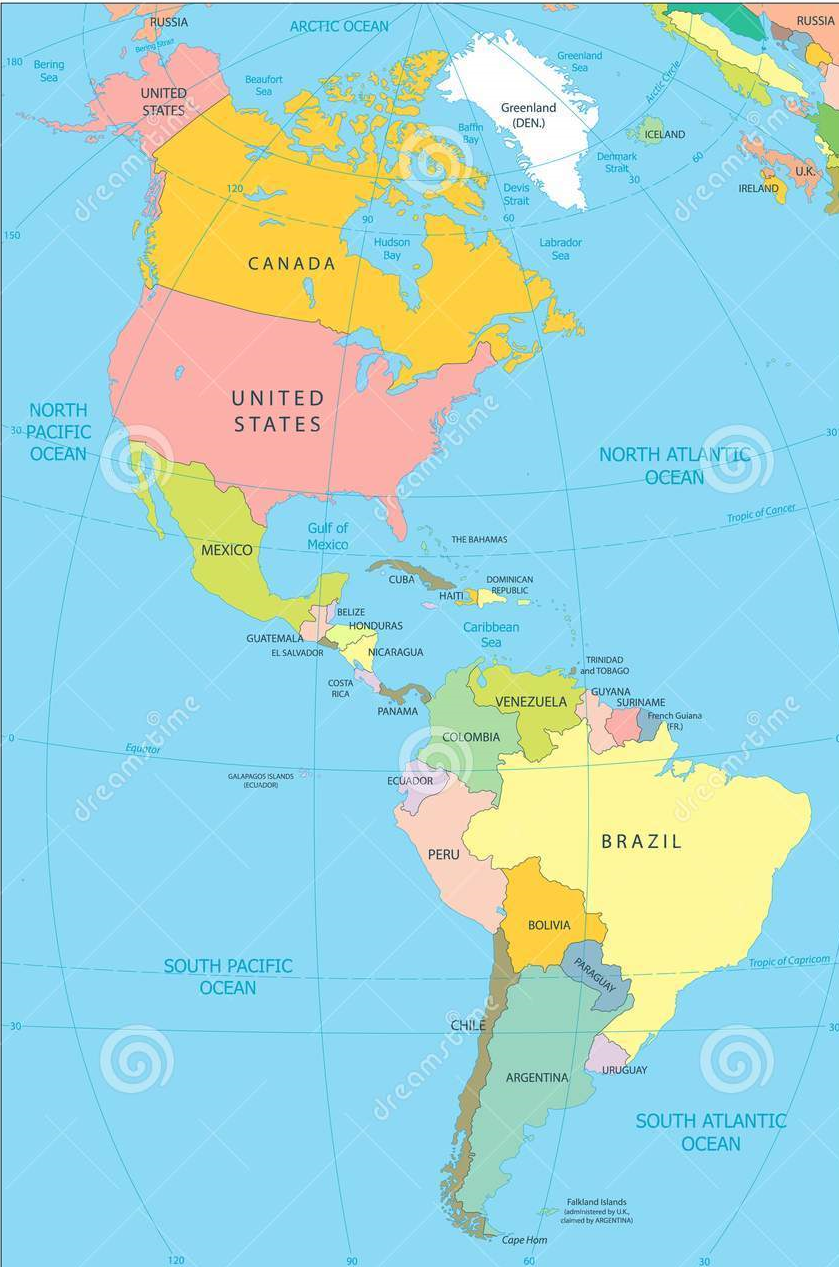 RUSSIA
ARCTIC OCEAN
RUSSIA
Bering Strait
180
Bering
Sea
Beaufort
Sea
Greenland
Sea
UNITED
STATES
Greenland
(DEN.)
Arctic Circle
Baffin
Bay
ICELAND
Denmark
Strait
60
30
U.K.
IRELAND
120
Devis
Strait
90
60
150
Hudson
Bay
Labrador
Sea
CANADA
UNITED
STATES
NORTH
PACIFIC
OCEAN
30
30
NORTH ATLANTIC
OCEAN
Tropic of Cancer
Gulf of
Mexico
THE BAHAMAS
MEXICO
CUBA
HAITI
DOMINICAN
REPUBLIC
BELIZE
HONDURAS
GUATEMALA
EL SALVADOR
NICARAGUA
Caribbean
Sea
COSTA
RICA
PANAMA
TRINIDAD
and TOBAGO
VENEZUELA
GUYANA
SURINAME
French Guiana
(FR.)
COLOMBIA
0
0
Equator
GALAPAGOS ISLANDS
(ECUADOR)
ECUADOR
PERU
BRAZIL
BOLIVIA
SOUTH PACIFIC
OCEAN
PARAGUAY
Tropic of Capricorn
30
30
CHILE
ARGENTINA
URUGUAY
SOUTH ATLANTIC
OCEAN
Falkland Islands
(administered by U.K.,
claimed by ARGENTINA)
Cape Horn
120
90
60
30
dreamstime
dreamstime
dreamstime
dreamstime
dreamstime
dreamstime